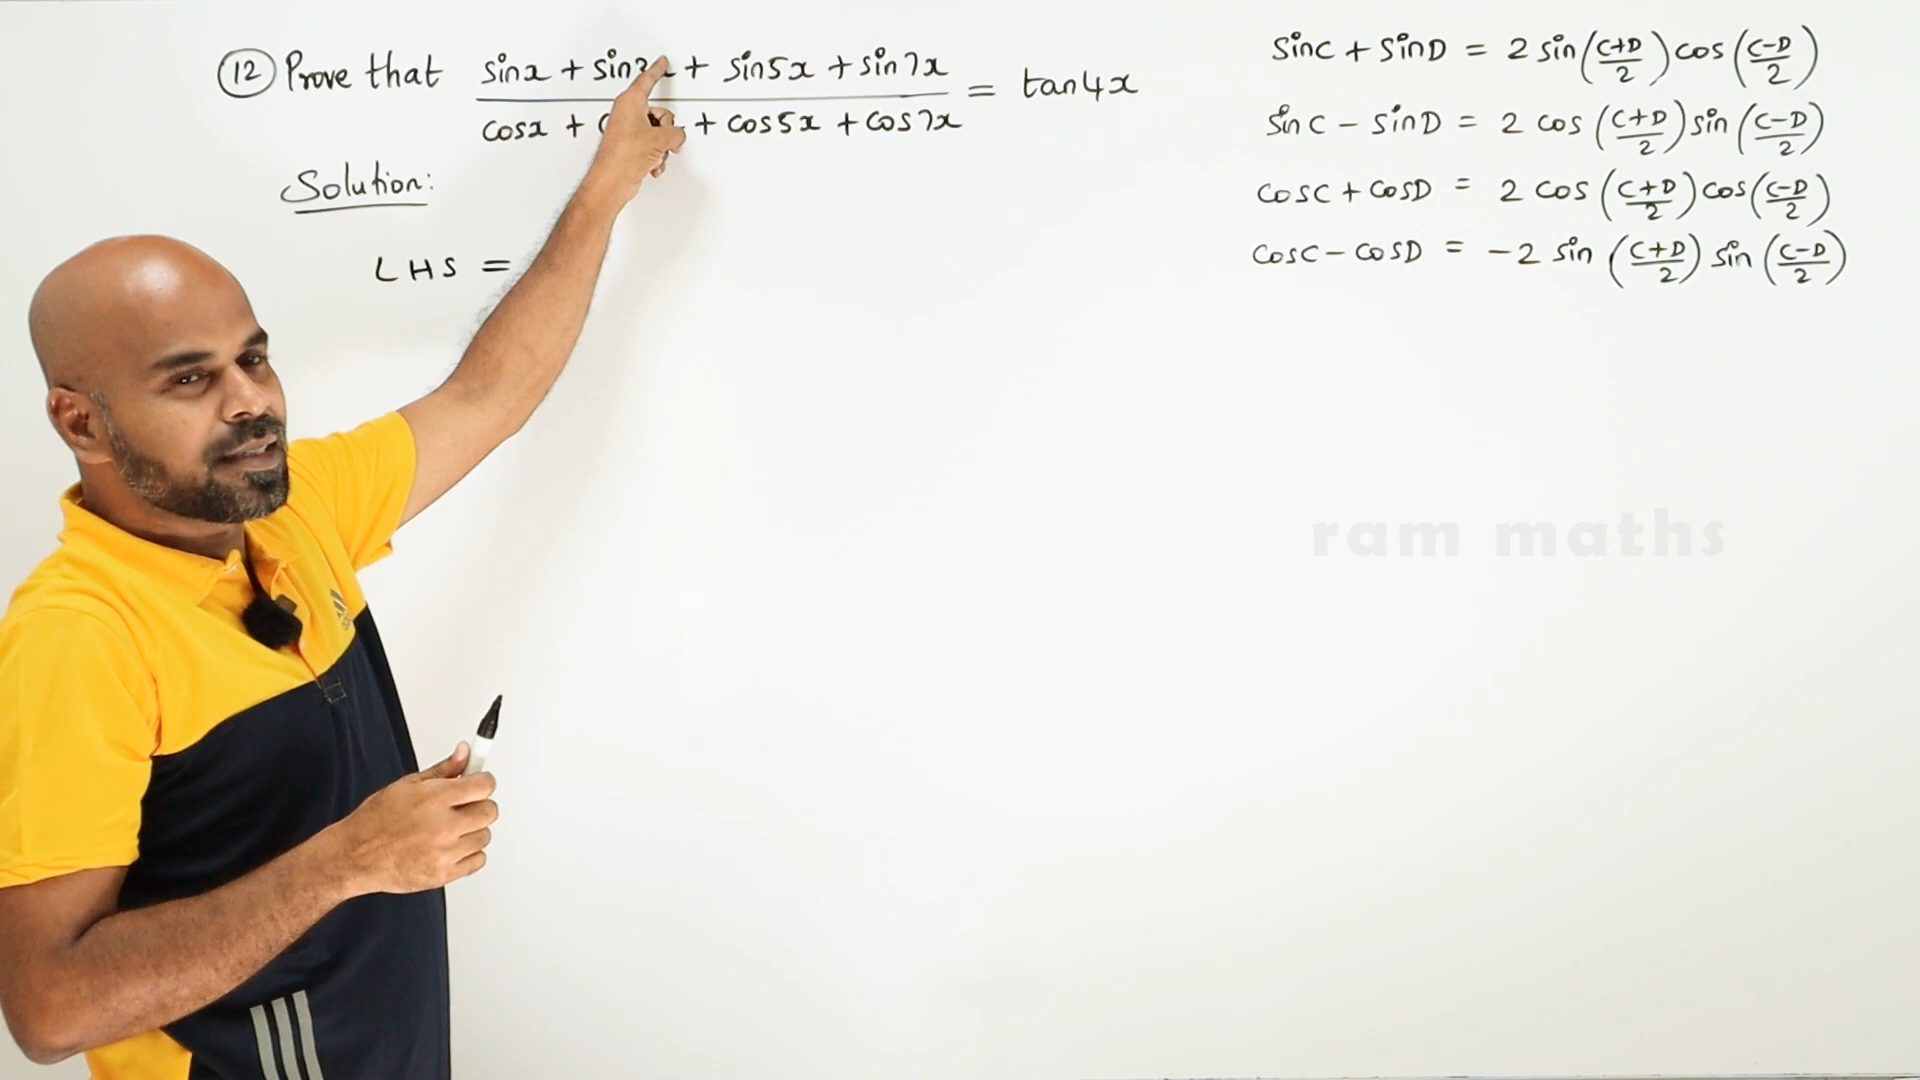 (12) Prove that sinx + sin3x + sin5x + sin7x = tan4x
cosx + + cos5x + cos7x
Solution:
LHS =
sinC + sinD = 2 sin(C+D/2) cos(C-D/2)
sinC - sinD = 2 cos(C+D/2) sin(C-D/2)
cosC + cosD = 2 cos(C+D/2) cos(C-D/2)
cosC - cosD = -2 sin(C+D/2) sin(C-D/2)
ram maths